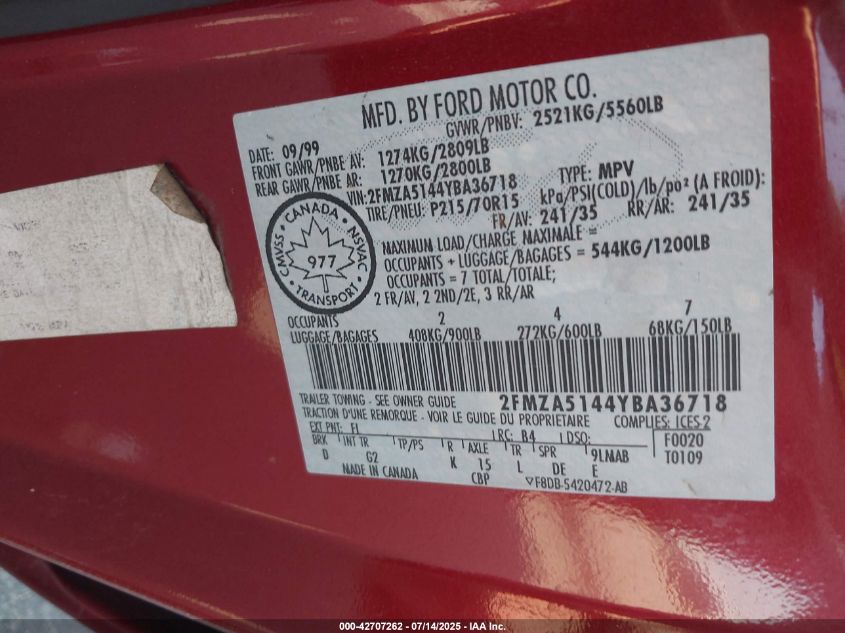 MFD. BY FORD MOTOR CO.
DATE: 09/99 GVWR/PNBV: 2521KG/5560LB
FRONT GAWR/PNBE AV: 1274KG/2809LB
REAR GAWR/PNBE AR: 1270KG/2800LB
VIN:2FMZA5144YBA36718 TYPE: MPV
TIRE/PNEU: P215/70R15 kPa/PSI(COLD)/lb/po² (A FROID):
FR/AV: 241/35 RR/AR: 241/35
MAXIMUM LOAD/CHARGE MAXIMALE =
OCCUPANTS + LUGGAGE/BAGAGES = 544KG/1200LB
OCCUPANTS = 7 TOTAL/TOTALE;
2 FR/AV, 2 2ND/2E, 3 RR/AR
CANADA
CMVSS NSVAC
977
TRANSPORT
OCCUPANTS 2 4 7
LUGGAGE/BAGAGES 408KG/900LB 272KG/600LB 68KG/150LB
TRAILER TOWING - SEE OWNER GUIDE 2FMZA5144YBA36718
TRACTION D'UNE REMORQUE - VOIR LE GUIDE DU PROPRIETAIRE COMPLIES: ICES-2
EXT PNT: FL RC: B4 DSO: F0020
BRK INT TR TP/PS R AXLE TR SPR 9LMAB T0109
D G2 K 15 L DE E
MADE IN CANADA CBP F8DB-5420472-AB
000-42707262 - 07/14/2025 - IAA Inc.